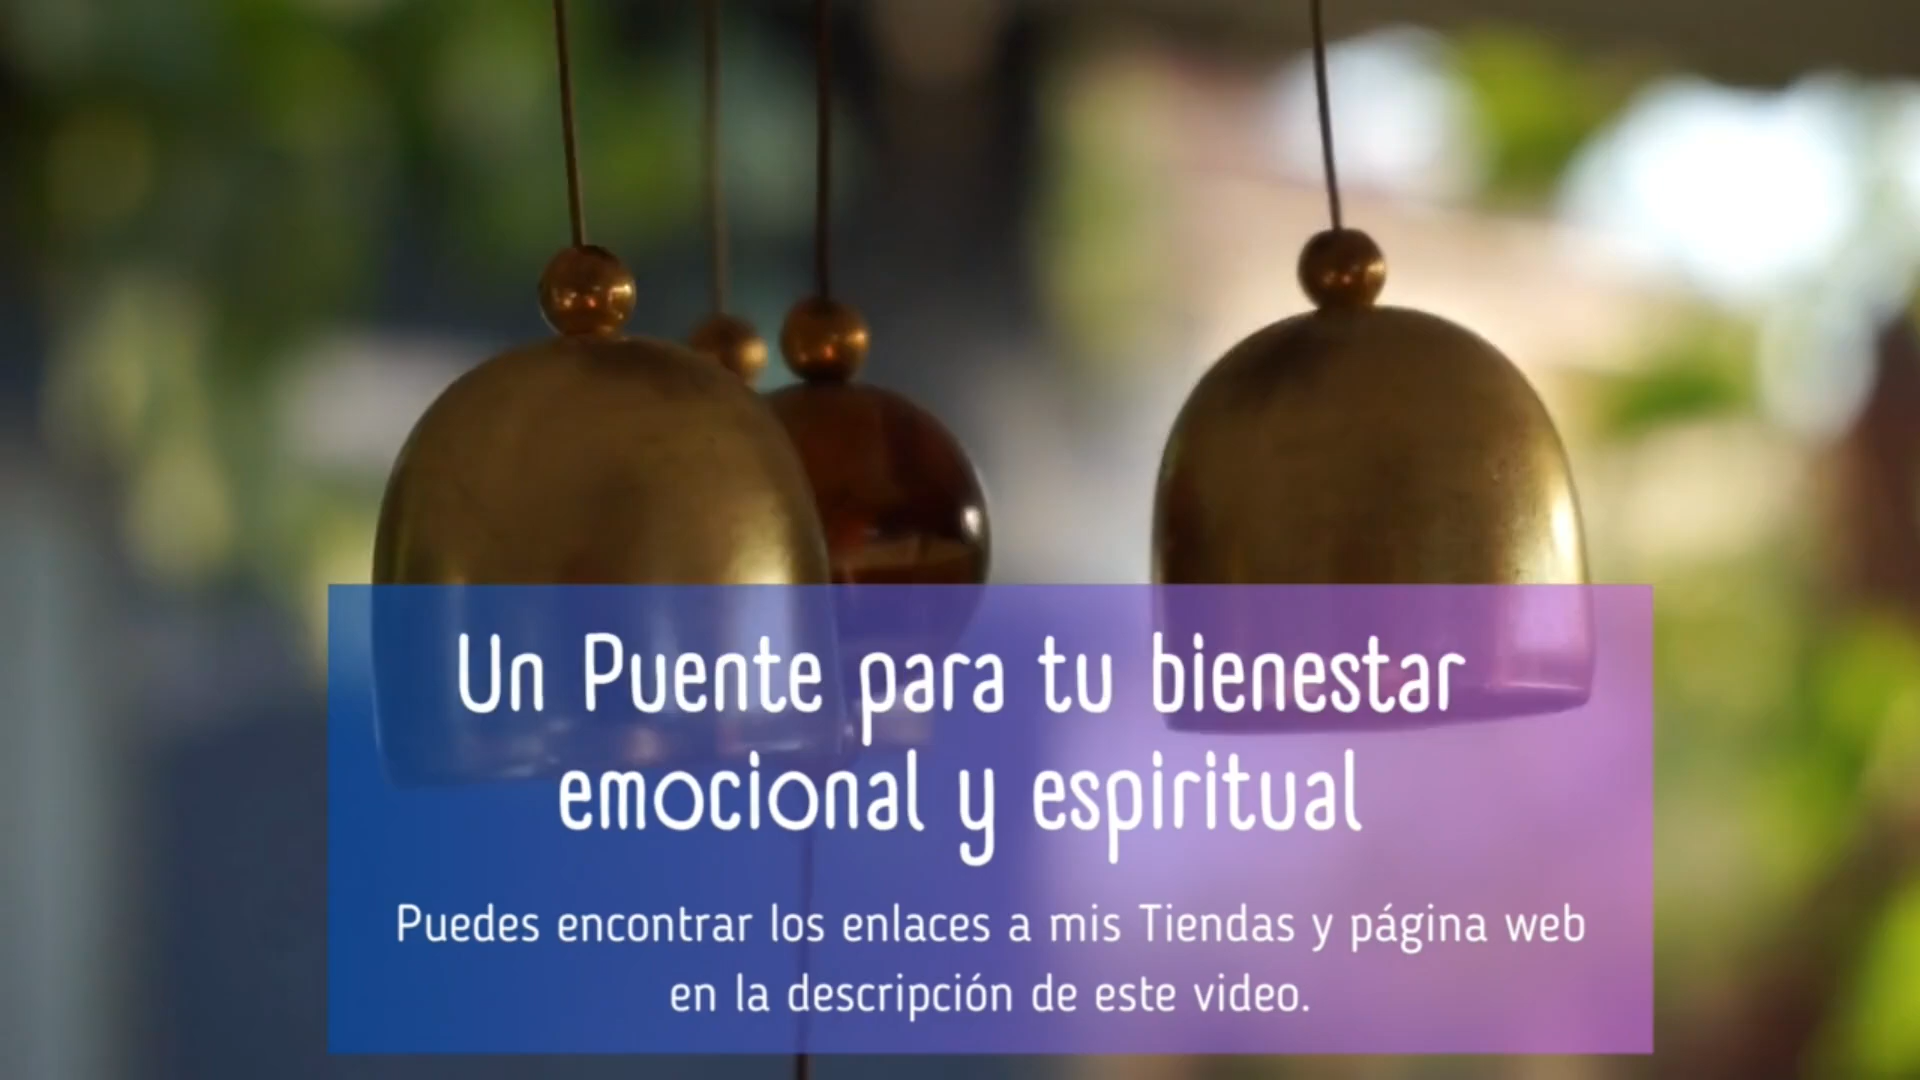 Un Puente para tu bienestar
emocional y espiritual
Puedes encontrar los enlaces a mis Tiendas y página web
en la descripción de este video.